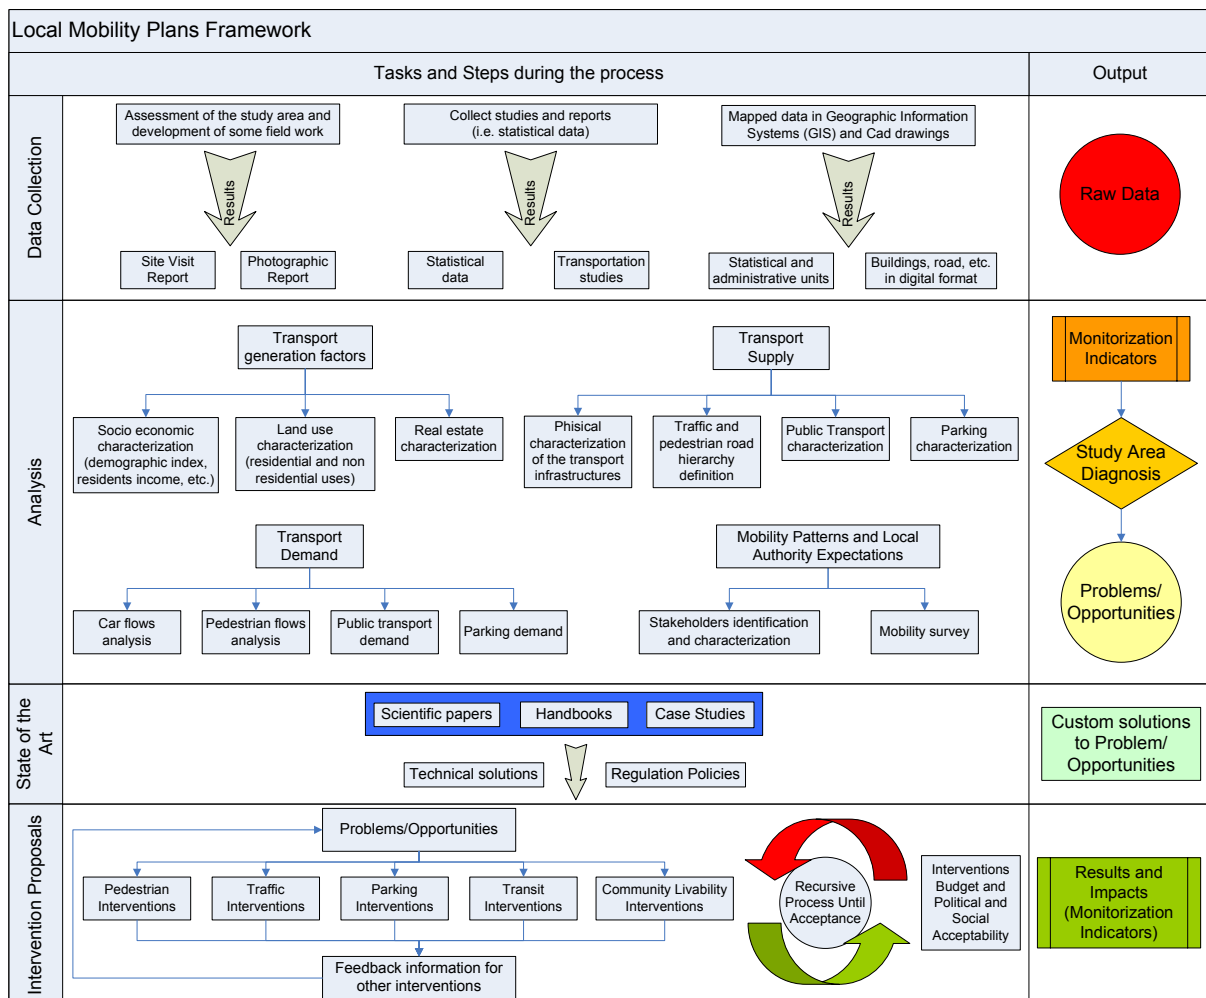 Local Mobility Plans Framework
Tasks and Steps during the process
Output
Data Collection
Assessment of the study area and
development of some field work
Collect studies and reports
(i.e. statistical data)
Mapped data in Geographic Information
Systems (GIS) and Cad drawings
Results
Results
Results
Site Visit
Report
Photographic
Report
Statistical
data
Transportation
studies
Statistical and
administrative units
Buildings, road, etc.
in digital format
Raw Data
Analysis
Transport
generation factors
Transport
Supply
Socio economic
characterization
(demographic index,
residents income, etc.)
Land use
characterization
(residential and non
residential uses)
Real estate
characterization
Phisical
characterization
of the transport
infrastructures
Traffic and
pedestrian road
hierarchy
definition
Public Transport
characterization
Parking
characterization
Transport
Demand
Mobility Patterns and Local
Authority Expectations
Car flows
analysis
Pedestrian flows
analysis
Public transport
demand
Parking demand
Stakeholders identification
and characterization
Mobility survey
Monitorization
Indicators
Study Area
Diagnosis
Problems/
Opportunities
State of the
Art
Scientific papers
Handbooks
Case Studies
Technical solutions
Regulation Policies
Custom solutions
to Problem/
Opportunities
Intervention Proposals
Problems/Opportunities
Pedestrian
Interventions
Traffic
Interventions
Parking
Interventions
Transit
Interventions
Community Livability
Interventions
Feedback information for
other interventions
Recursive
Process Until
Acceptance
Interventions
Budget and
Political and
Social
Acceptability
Results and
Impacts
(Monitorization
Indicators)